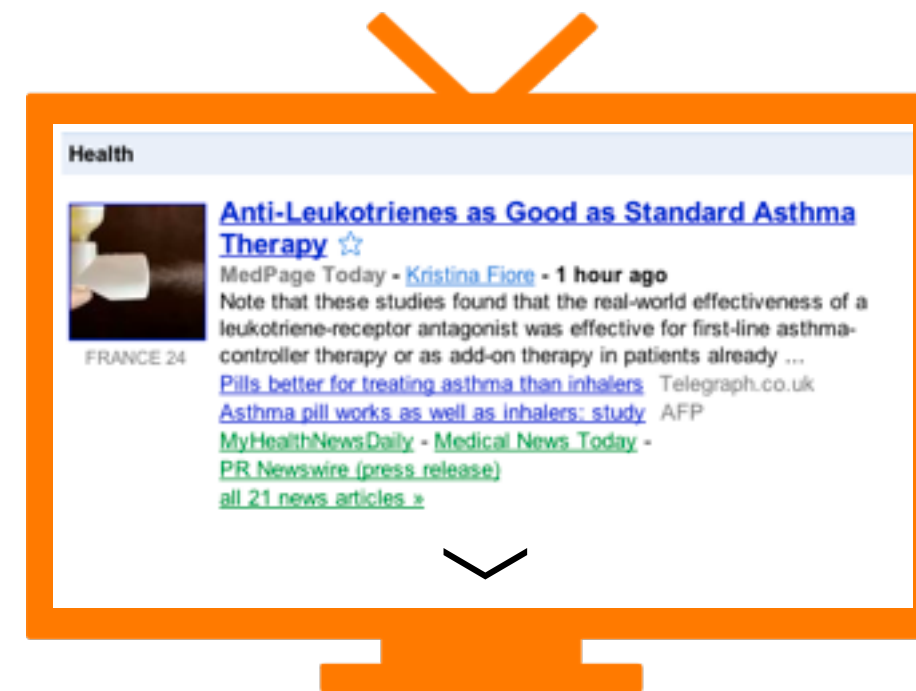 Health
Anti-Leukotrienes as Good as Standard Asthma
Therapy ☆
MedPage Today - Kristina Fiore - 1 hour ago
Note that these studies found that the real-world effectiveness of a
leukotriene-receptor antagonist was effective for first-line asthma-
controller therapy or as add-on therapy in patients already ...
FRANCE 24
Pills better for treating asthma than inhalers Telegraph.co.uk
Asthma pill works as well as inhalers: study AFP
MyHealthNewsDaily - Medical News Today -
PR Newswire (press release)
all 21 news articles »